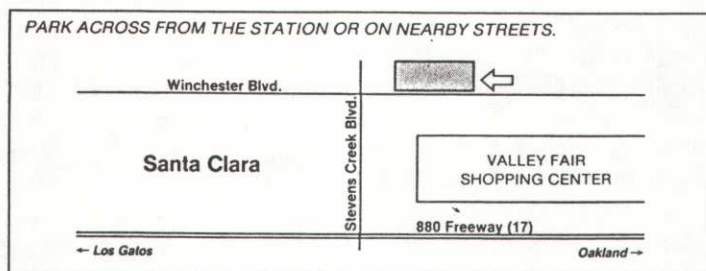 PARK ACROSS FROM THE STATION OR ON NEARBY STREETS.
Winchester Blvd.
Stevens Creek Blvd.
Santa Clara
VALLEY FAIR
SHOPPING CENTER
880 Freeway (17)
← Los Gatos
Oakland →